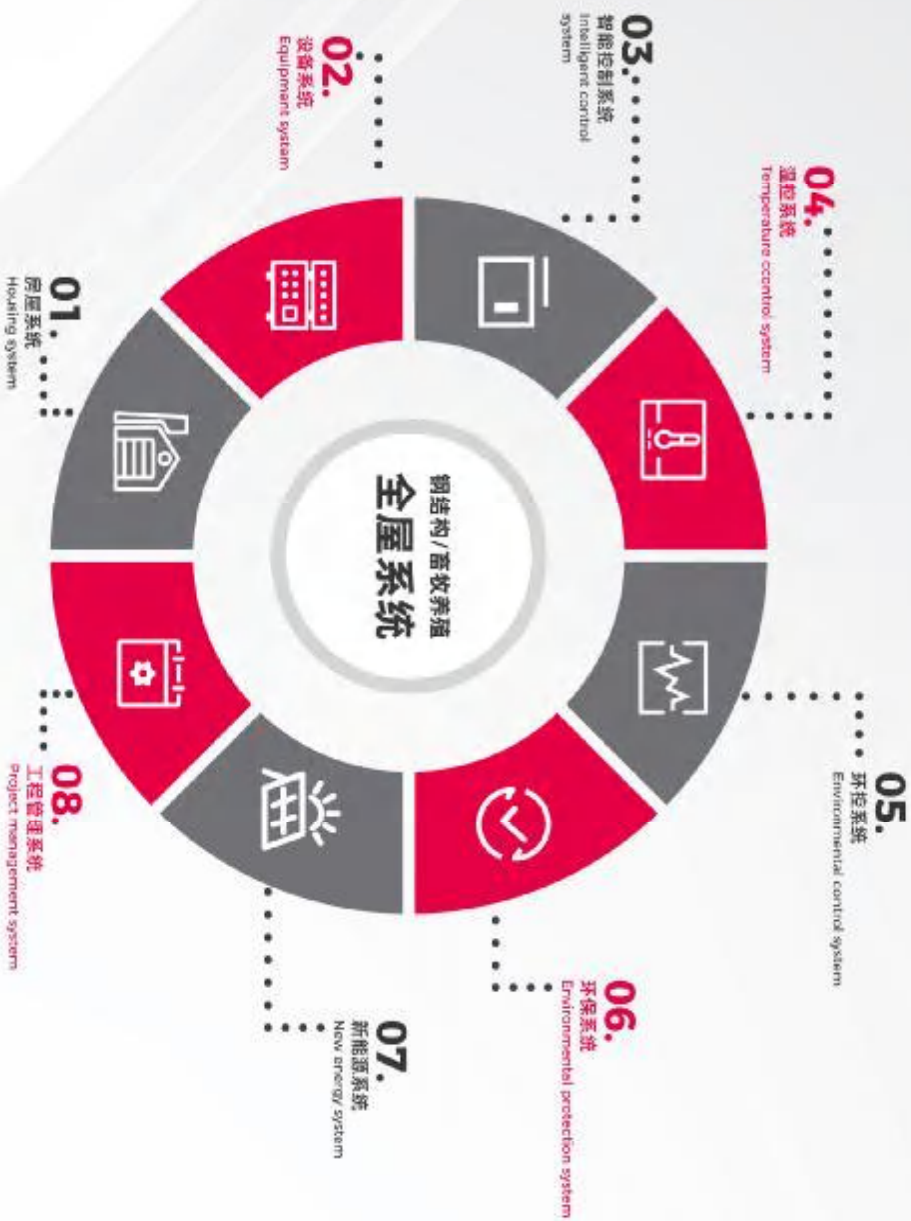 钢结构/畜牧养殖
全屋系统
01.
房屋系统
Housing system
02.
设备系统
Equipment system
03.
智能控制系统
Intelligent control
system
04.
温控系统
Temperature ccontrol system
05.
环控系统
Environmental control system
06.
环保系统
Environmental protection system
07.
新能源系统
New energy system
08.
工程管理系统
Project management system